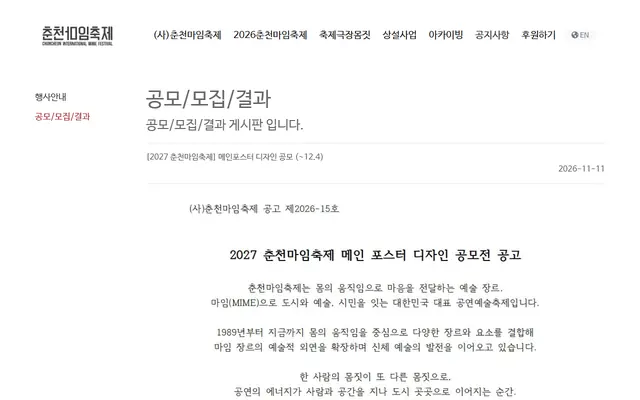 춘천마임축제
CHUNCHEON INTERNATIONAL MIME FESTIVAL
(사)춘천마임축제 2026춘천마임축제 축제극장몸짓 상설사업 아카이빙 공지사항 후원하기 EN
행사안내
공모/모집/결과
공모/모집/결과
공모/모집/결과 게시판 입니다.
[2027 춘천마임축제] 메인포스터 디자인 공모 (~12.4)
2026-11-11
(사)춘천마임축제 공고 제2026-15호
2027 춘천마임축제 메인 포스터 디자인 공모전 공고
춘천마임축제는 몸의 움직임으로 마음을 전달하는 예술 장르,
마임(MIME)으로 도시와 예술, 시민을 잇는 대한민국 대표 공연예술축제입니다.
1989년부터 지금까지 몸의 움직임을 중심으로 다양한 장르와 요소를 결합해
마임 장르의 예술적 외연을 확장하며 신체 예술의 발전을 이어오고 있습니다.
한 사람의 몸짓이 또 다른 몸짓으로,
공연의 에너지가 사람과 공간을 지나 도시 곳곳으로 이어지는 순간.